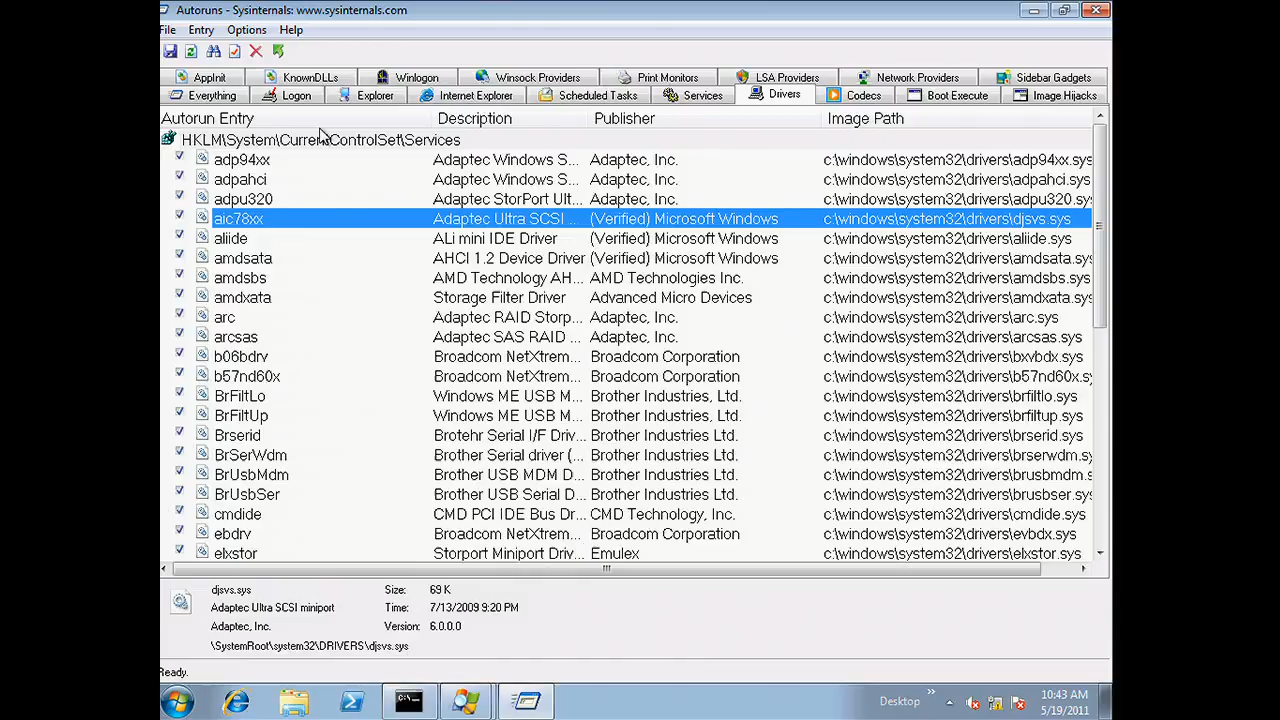 Autoruns - Sysinternals: www.sysinternals.com
File Entry Options Help
AppInit KnownDLLs Winlogon Winsock Providers Print Monitors LSA Providers Network Providers Sidebar Gadgets
Everything Logon Explorer Internet Explorer Scheduled Tasks Services Drivers Codecs Boot Execute Image Hijacks
Autorun Entry Description Publisher Image Path
HKLM\System\CurrentControlSet\Services
adp94xx Adaptec Windows S... Adaptec, Inc. c:\windows\system32\drivers\adp94xx.sys
adpahci Adaptec Windows S... Adaptec, Inc. c:\windows\system32\drivers\adpahci.sys
adpu320 Adaptec StorPort Ult... Adaptec, Inc. c:\windows\system32\drivers\adpu320.sys
aic78xx Adaptec Ultra SCSI ... (Verified) Microsoft Windows c:\windows\system32\drivers\djsvs.sys
aliide ALi mini IDE Driver (Verified) Microsoft Windows c:\windows\system32\drivers\aliide.sys
amdsata AHCI 1.2 Device Driver (Verified) Microsoft Windows c:\windows\system32\drivers\amdsata.sys
amdsbs AMD Technology AH... AMD Technologies Inc. c:\windows\system32\drivers\amdsbs.sys
amdxata Storage Filter Driver Advanced Micro Devices c:\windows\system32\drivers\amdxata.sys
arc Adaptec RAID Storp... Adaptec, Inc. c:\windows\system32\drivers\arc.sys
arcsas Adaptec SAS RAID ... Adaptec, Inc. c:\windows\system32\drivers\arcsas.sys
b06bdrv Broadcom NetXtrem... Broadcom Corporation c:\windows\system32\drivers\bxvbdx.sys
b57nd60x Broadcom NetXtrem... Broadcom Corporation c:\windows\system32\drivers\b57nd60x.s
BrFiltLo Windows ME USB M... Brother Industries, Ltd. c:\windows\system32\drivers\brfiltlo.sys
BrFiltUp Windows ME USB M... Brother Industries, Ltd. c:\windows\system32\drivers\brfiltup.sys
Brserid Brotehr Serial I/F Driv... Brother Industries Ltd. c:\windows\system32\drivers\brserid.sys
BrSerWdm Brother Serial driver (... Brother Industries Ltd. c:\windows\system32\drivers\brserwdm.sy
BrUsbMdm Brother USB MDM D... Brother Industries Ltd. c:\windows\system32\drivers\brusbmdm.s
BrUsbSer Brother USB Serial D... Brother Industries Ltd. c:\windows\system32\drivers\brusbser.sys
cmdide CMD PCI IDE Bus Dr... CMD Technology, Inc. c:\windows\system32\drivers\cmdide.sys
ebdrv Broadcom NetXtrem... Broadcom Corporation c:\windows\system32\drivers\evbdx.sys
elxstor Storport Miniport Driv... Emulex c:\windows\system32\drivers\elxstor.sys
djsvs.sys Size: 69 K
Adaptec Ultra SCSI miniport Time: 7/13/2009 9:20 PM
Adaptec, Inc. Version: 6.0.0.0
\SystemRoot\system32\DRIVERS\djsvs.sys
Ready.
C:\.
Desktop » 10:43 AM
5/19/2011